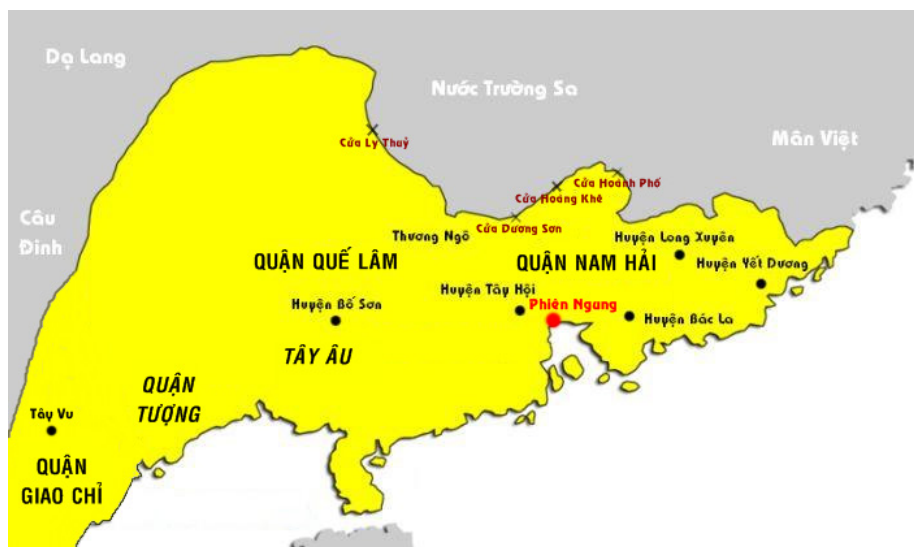 Dạ Lang
Nước Trường Sa
Mân Việt
Cửa Ly Thuỷ
Cửa Hoành Phố
Cửa Hoàng Khê
Câu
Đinh
Cửa Dương Sơn
Thương Ngô
Huyện Long Xuyên
QUẬN QUẾ LÂM
QUẬN NAM HẢI
Huyện Yết Dương
Huyện Tây Hội
Huyện Bố Sơn
Phiên Ngung
Huyện Bác La
TÂY ÂU
QUẬN
TƯỢNG
Tây Vu
QUẬN
GIAO CHỈ